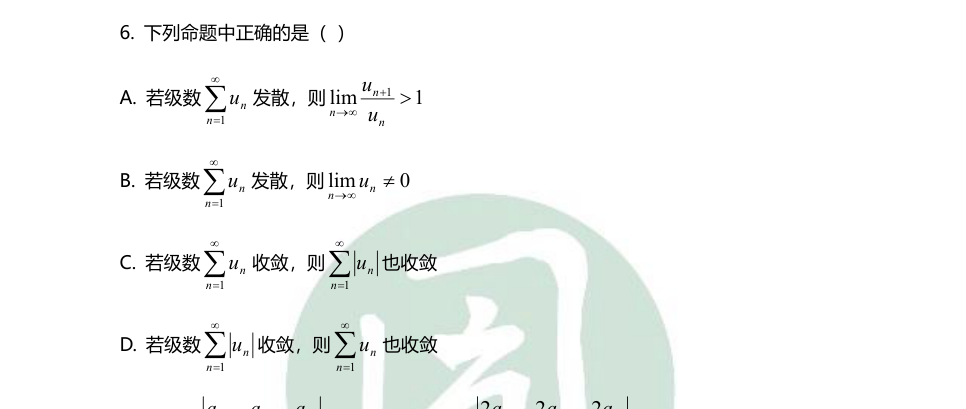 6. 下列命题中正确的是（ ）
A. 若级数 $\sum_{n=1}^{\infty} u_n$ 发散，则 $\lim_{n \to \infty} \frac{u_{n+1}}{u_n} > 1$
B. 若级数 $\sum_{n=1}^{\infty} u_n$ 发散，则 $\lim_{n \to \infty} u_n \neq 0$
C. 若级数 $\sum_{n=1}^{\infty} u_n$ 收敛，则 $\sum_{n=1}^{\infty} |u_n|$ 也收敛
D. 若级数 $\sum_{n=1}^{\infty} |u_n|$ 收敛，则 $\sum_{n=1}^{\infty} u_n$ 也收敛